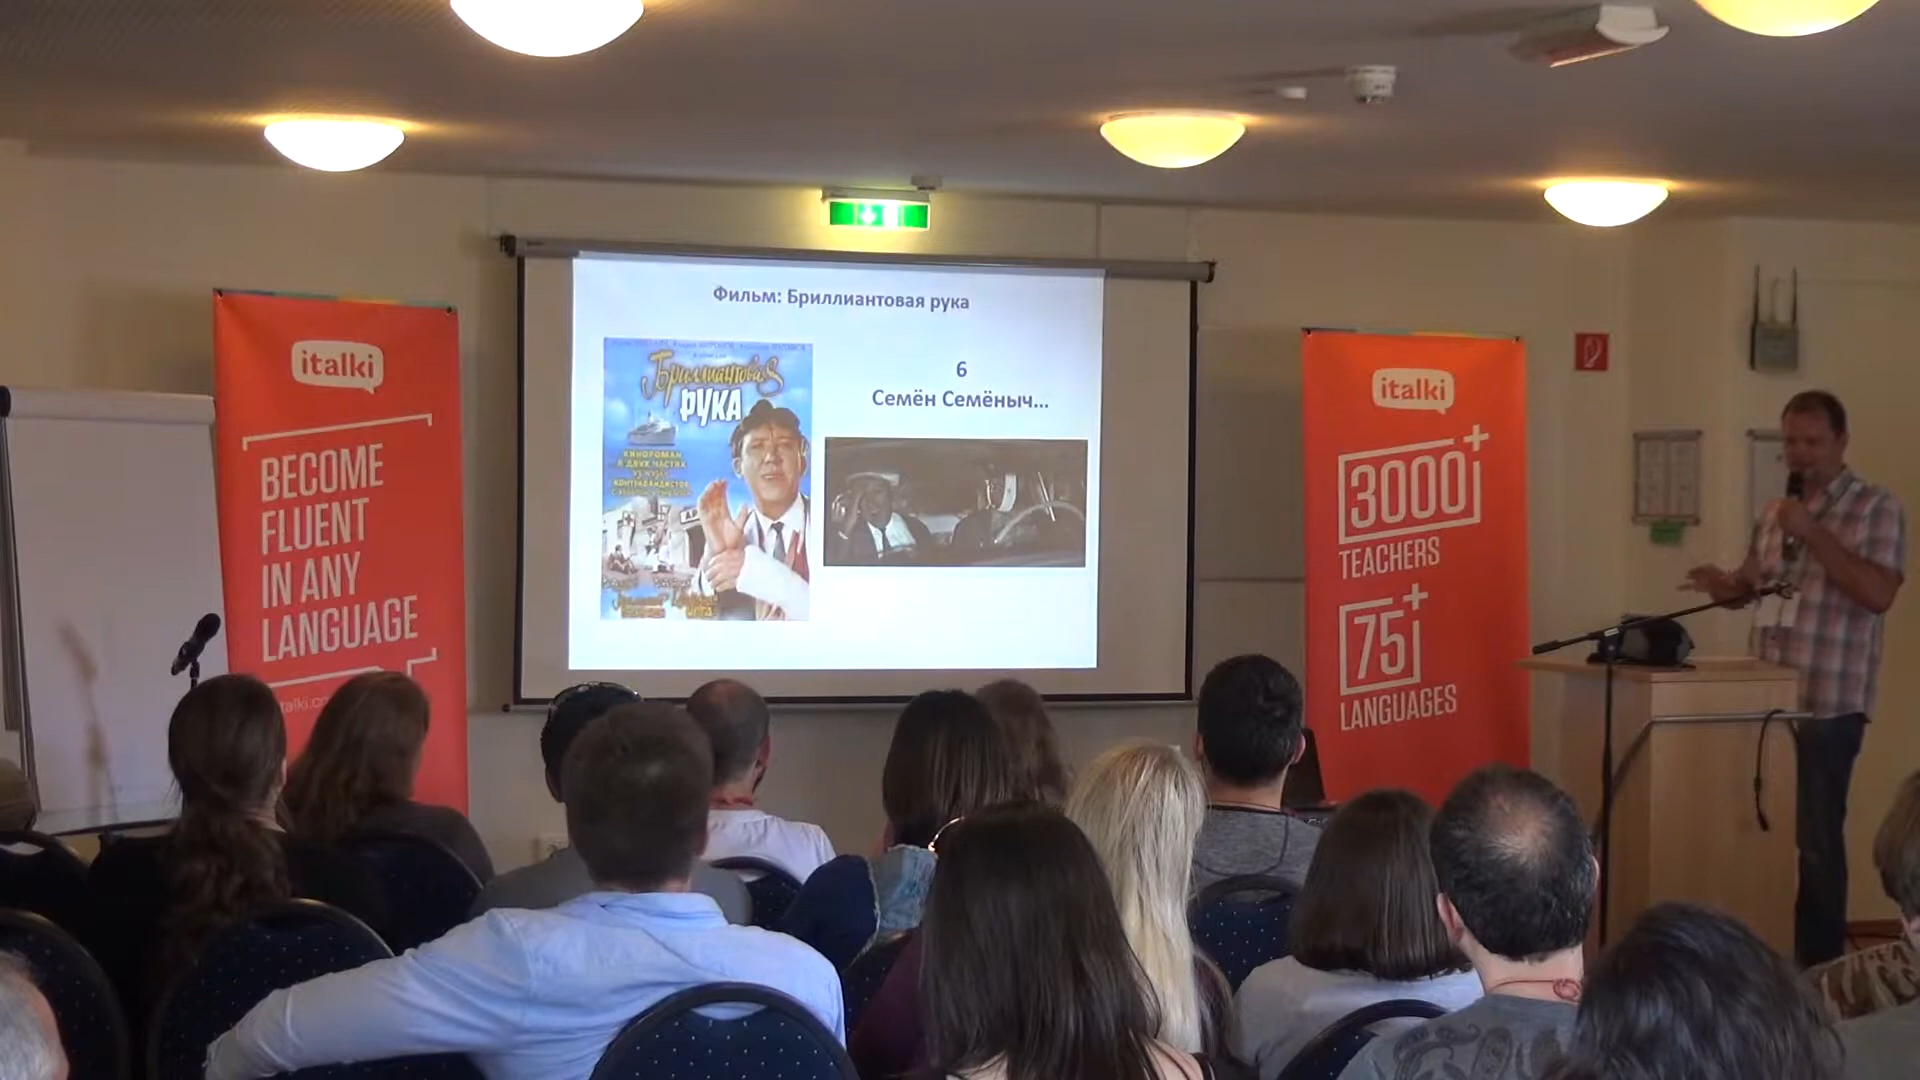 italki
BECOME
FLUENT
IN ANY
LANGUAGE
Фильм: Бриллиантовая рука
Бриллиантовая
РУКА
КИНОРОМАН
В ДВУХ ЧАСТЯХ
КОНТРАБАНДИСТОВ
6
Семён Семёныч...
italki
3000+
TEACHERS
75+
LANGUAGES